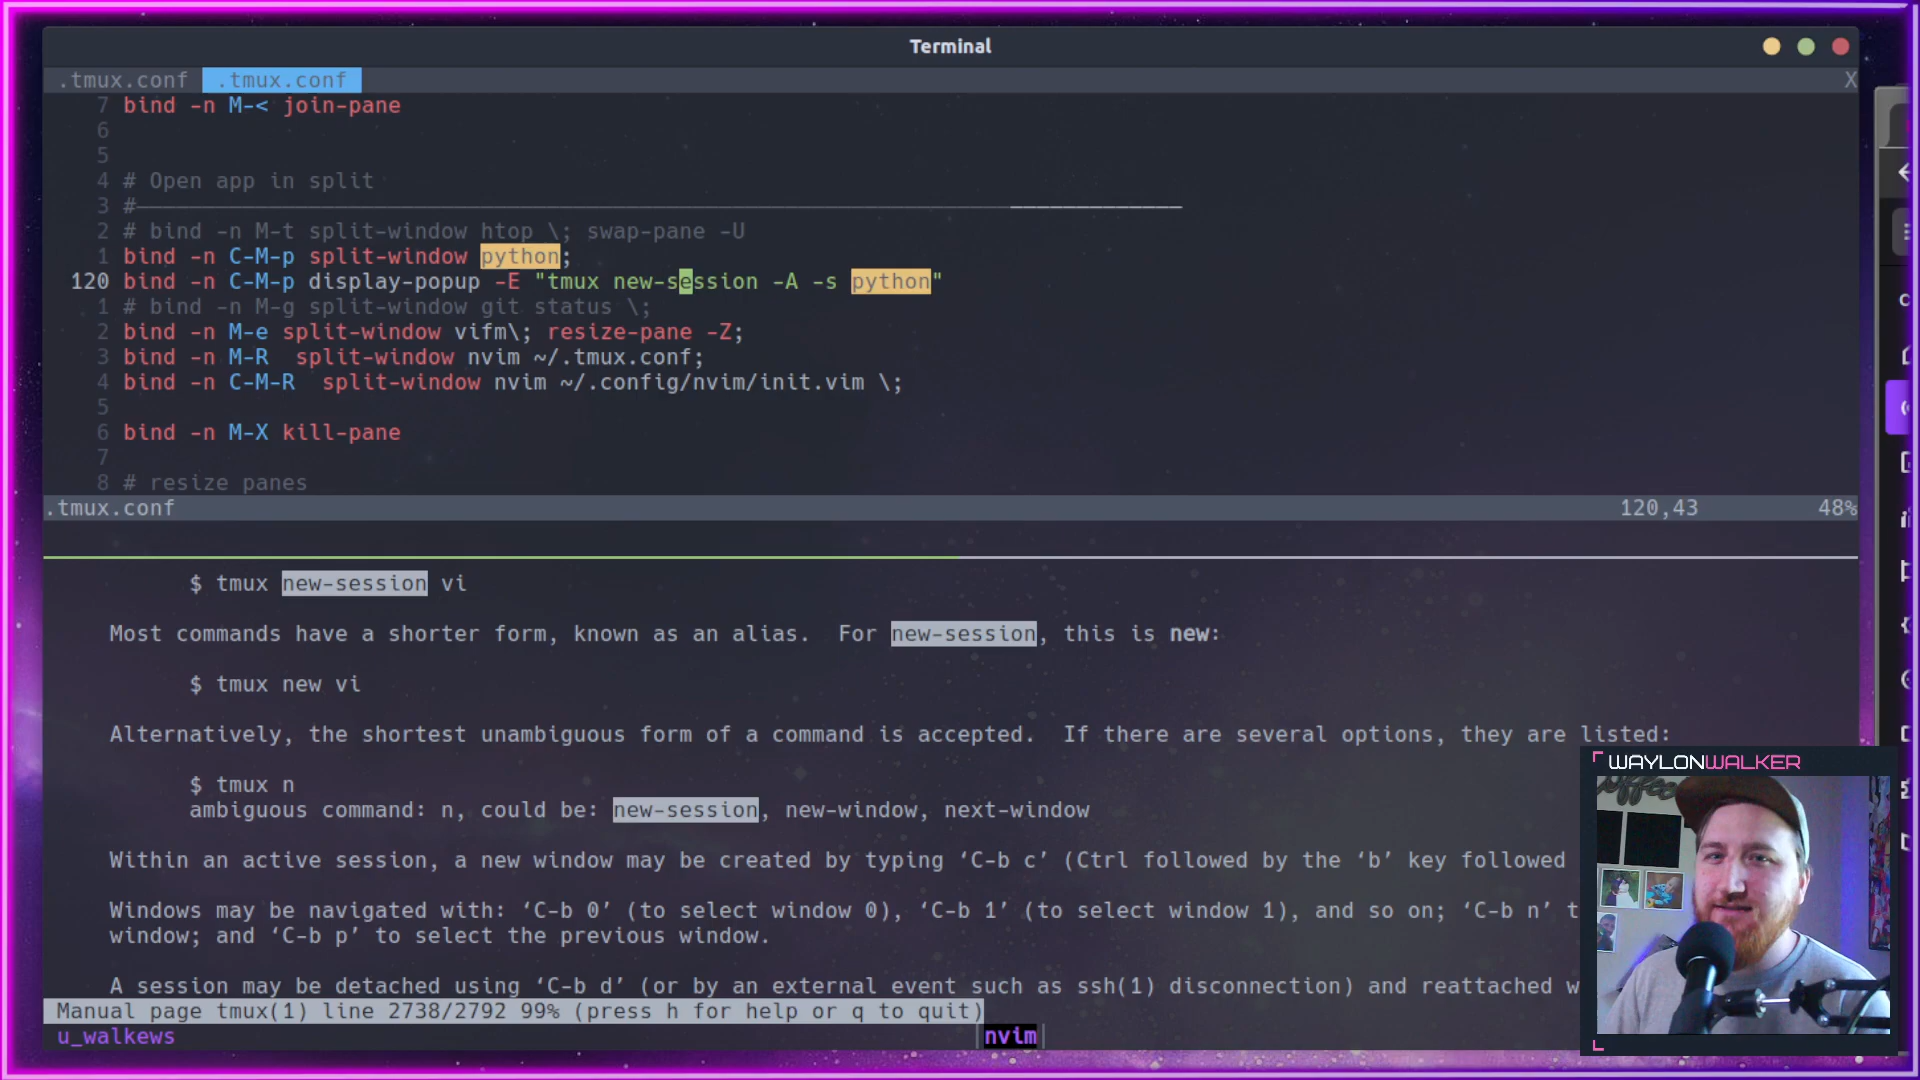 Terminal
.tmux.conf .tmux.conf X
7 bind -n M-< join-pane
6
5
4 # Open app in split
3 #
2 # bind -n M-t split-window htop \; swap-pane -U
1 bind -n C-M-p split-window python;
120 bind -n C-M-p display-popup -E "tmux new-session -A -s python"
1 # bind -n M-g split-window git status \;
2 bind -n M-e split-window vifm\; resize-pane -Z;
3 bind -n M-R  split-window nvim ~/.tmux.conf;
4 bind -n C-M-R  split-window nvim ~/.config/nvim/init.vim \;
5
6 bind -n M-X kill-pane
7
8 # resize panes
.tmux.conf 120,43 48%
$ tmux new-session vi
Most commands have a shorter form, known as an alias.  For new-session, this is new:
$ tmux new vi
Alternatively, the shortest unambiguous form of a command is accepted.  If there are several options, they are listed:
$ tmux n
ambiguous command: n, could be: new-session, new-window, next-window
Within an active session, a new window may be created by typing ‘C-b c’ (Ctrl followed by the ‘b’ key followed
Windows may be navigated with: ‘C-b 0’ (to select window 0), ‘C-b 1’ (to select window 1), and so on; ‘C-b n’ t
window; and ‘C-b p’ to select the previous window.
A session may be detached using ‘C-b d’ (or by an external event such as ssh(1) disconnection) and reattached w
Manual page tmux(1) line 2738/2792 99% (press h for help or q to quit)
u_walkews nvim
WAYLONWALKER